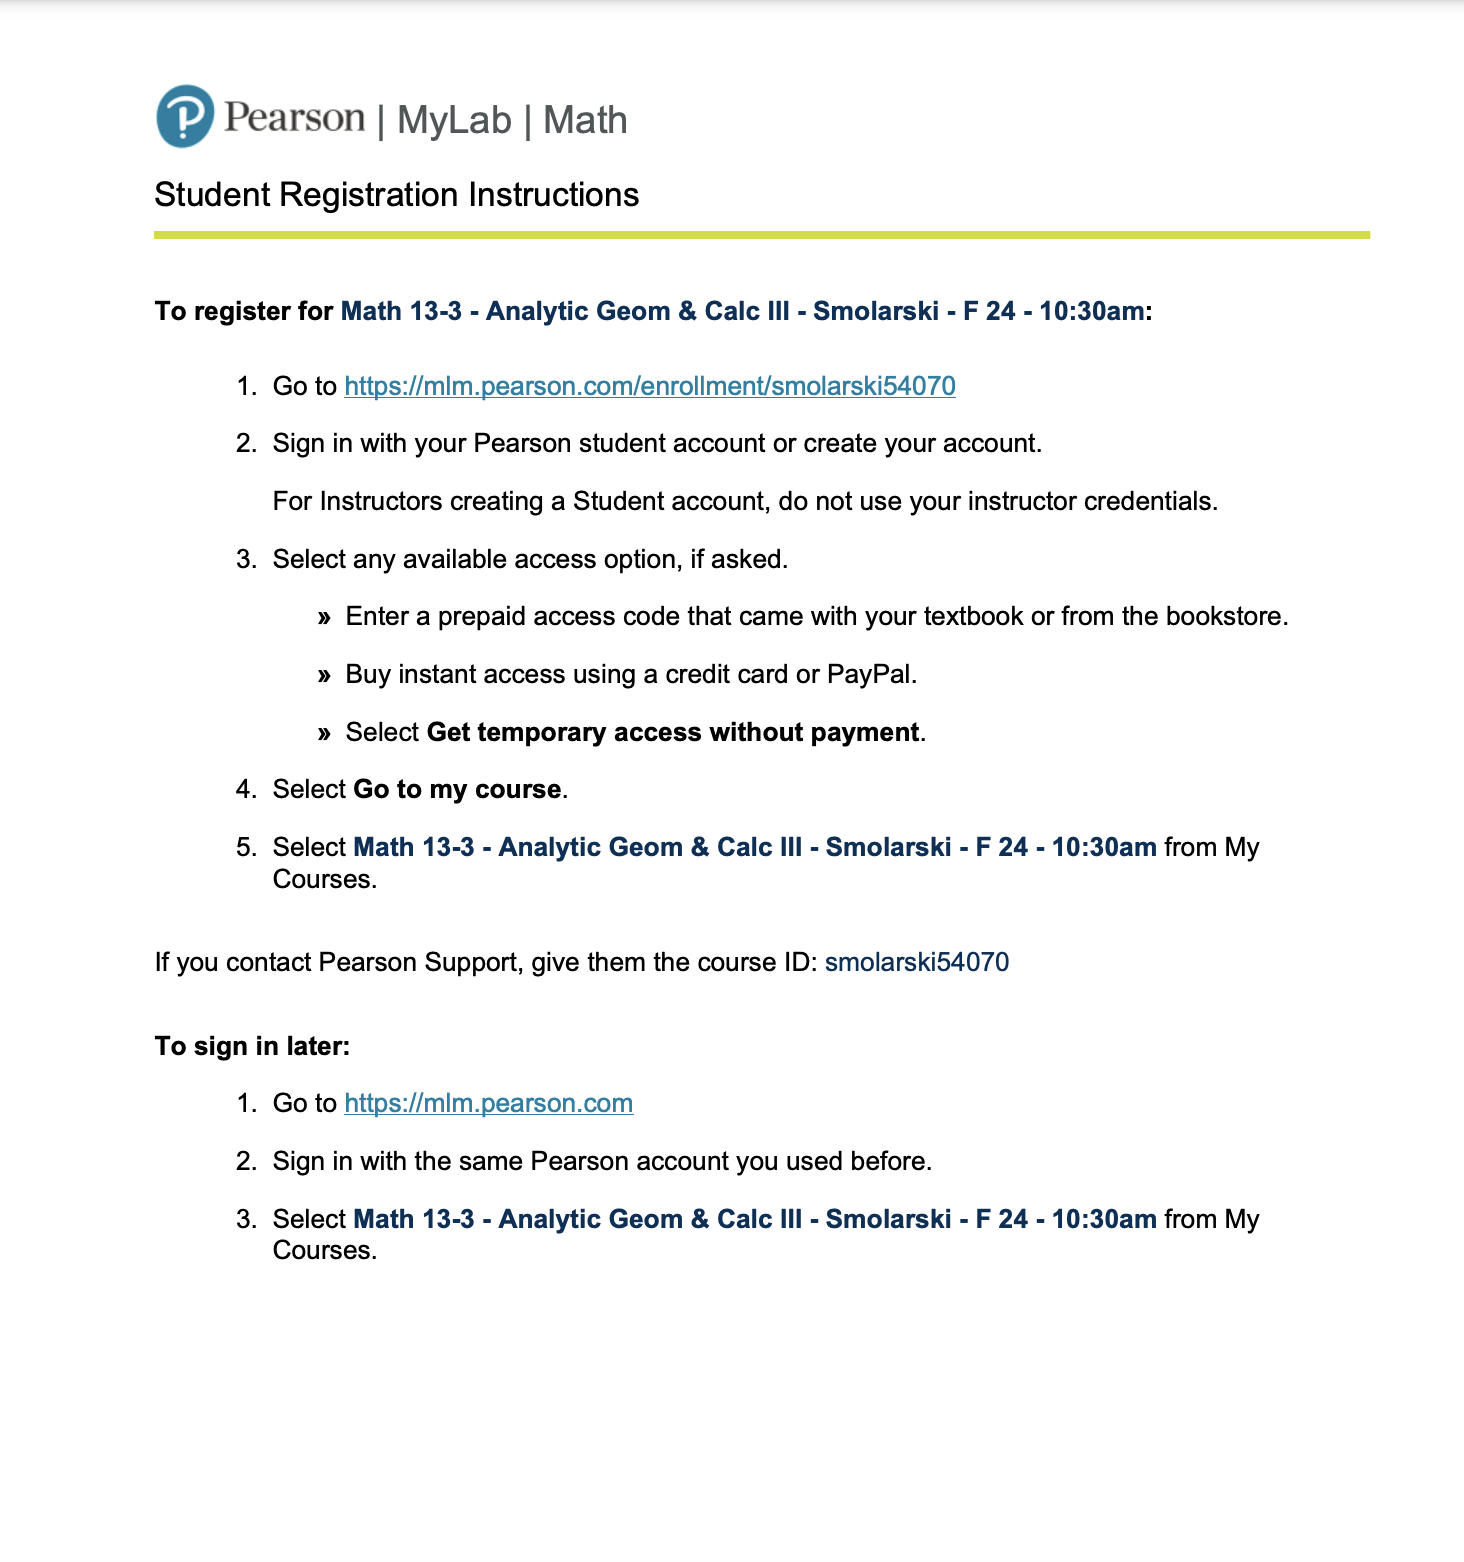 Pearson | MyLab | Math
Student Registration Instructions
To register for Math 13-3 - Analytic Geom & Calc III - Smolarski - F 24 - 10:30am:
1. Go to https://mlm.pearson.com/enrollment/smolarski54070
2. Sign in with your Pearson student account or create your account.
For Instructors creating a Student account, do not use your instructor credentials.
3. Select any available access option, if asked.
» Enter a prepaid access code that came with your textbook or from the bookstore.
» Buy instant access using a credit card or PayPal.
» Select Get temporary access without payment.
4. Select Go to my course.
5. Select Math 13-3 - Analytic Geom & Calc III - Smolarski - F 24 - 10:30am from My
Courses.
If you contact Pearson Support, give them the course ID: smolarski54070
To sign in later:
1. Go to https://mlm.pearson.com
2. Sign in with the same Pearson account you used before.
3. Select Math 13-3 - Analytic Geom & Calc III - Smolarski - F 24 - 10:30am from My
Courses.